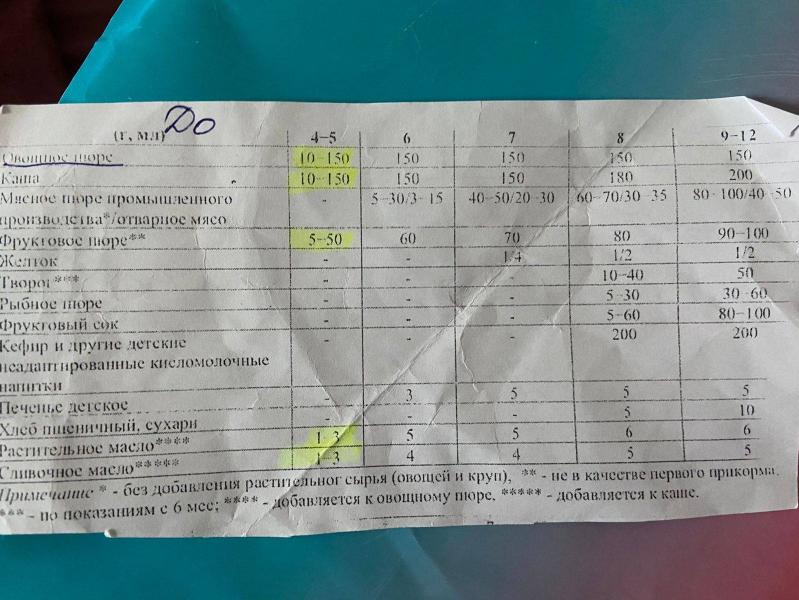 (г, мл) До 4–5 6 7 8 9–12
Овощное пюре 10–150 150 150 150 150
Каша 10–150 150 150 180 200
Мясное пюре промышленного - 5–30/3–15 40–50/20–30 60–70/30–35 80–100/40–50
производства*/отварное мясо
Фруктовое пюре** 5–50 60 70 80 90–100
Желток - - 1/4 1/2 1/2
Творог*** - - - 10–40 50
Рыбное пюре - - - 5–30 30–60
Фруктовый сок - - - 5–60 80–100
Кефир и другие детские - - - 200 200
неадаптированные кисломолочные
напитки
Печенье детское - 3 5 5 5
Хлеб пшеничный, сухари - - - 5 10
Растительное масло**** 1–3 5 5 6 6
Сливочное масло***** 1–3 4 4 5 5
Примечание * - без добавления растительног сырья (овощей и круп), ** - не в качестве первого прикорма.
*** - по показаниям с 6 мес; **** - добавляется к овощному пюре, ***** - добавляется к каше.